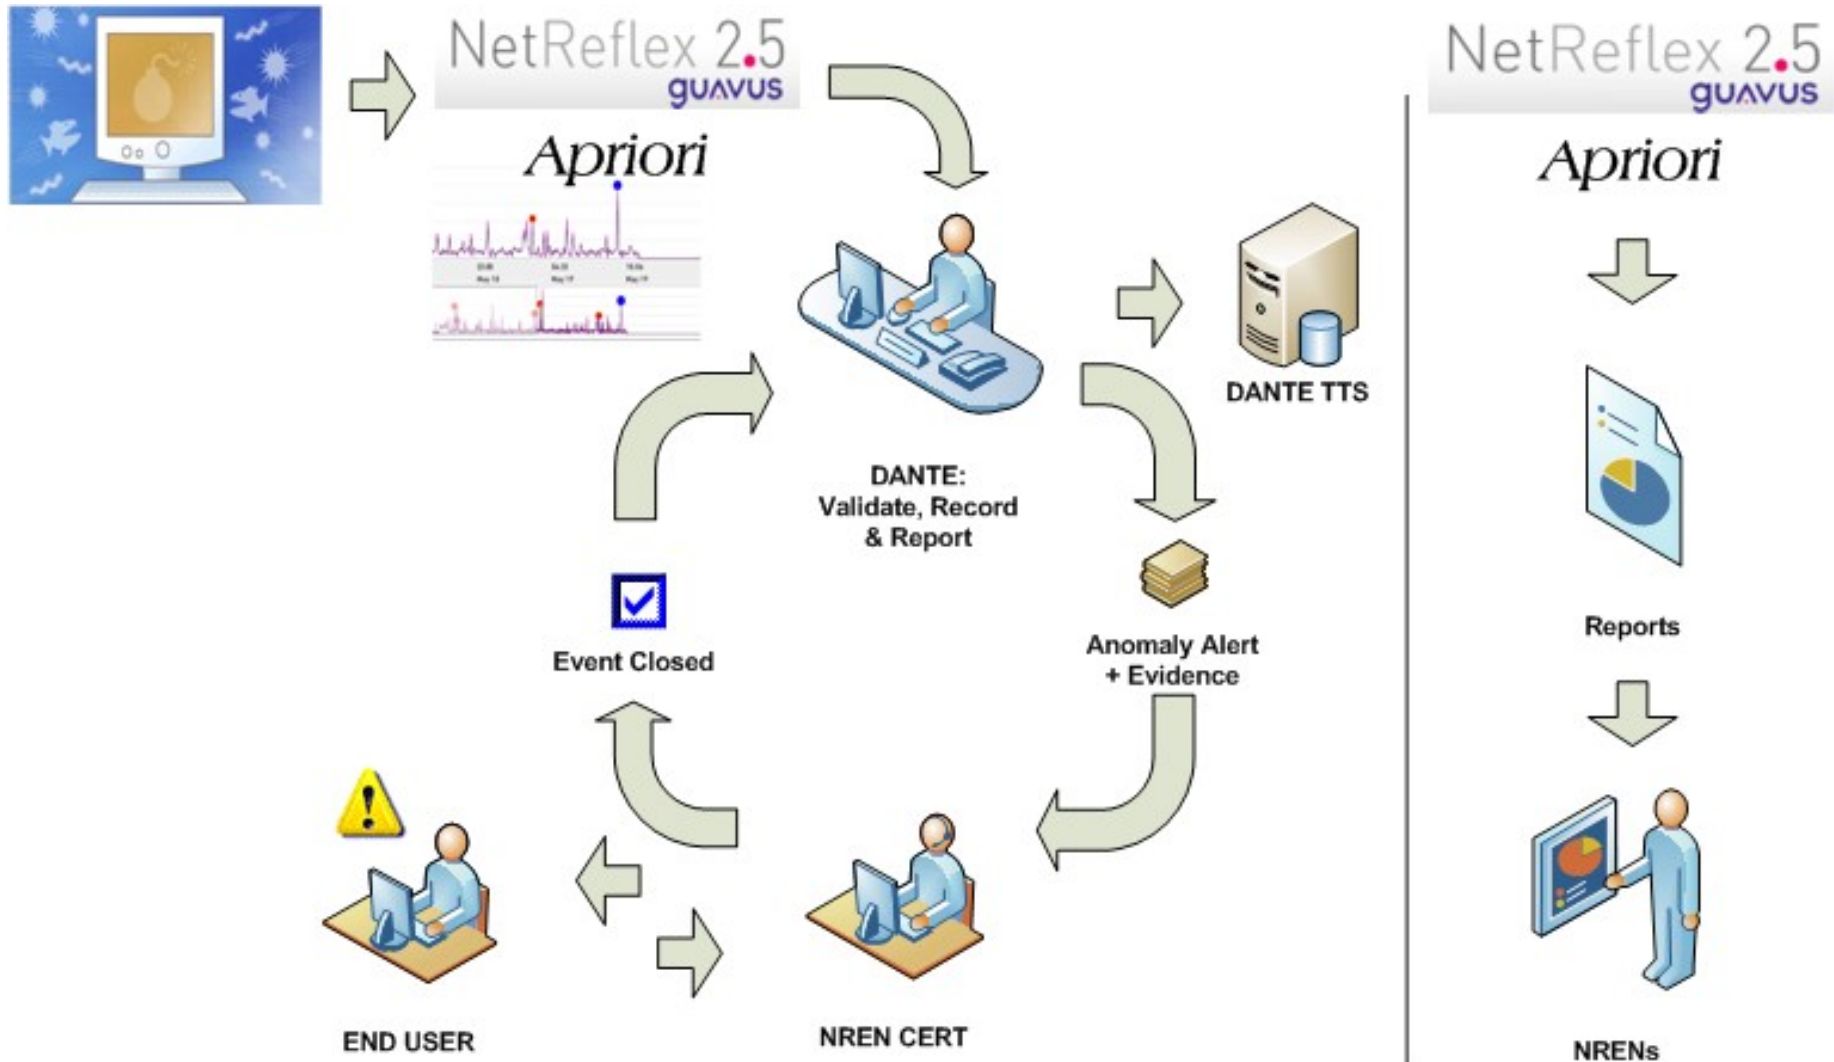 NetReflex 2.5
guavus
Apriori
DANTE TTS
DANTE:
Validate, Record
& Report
Anomaly Alert
+ Evidence
Event Closed
END USER
NREN CERT
NetReflex 2.5
guavus
Apriori
Reports
NRENs